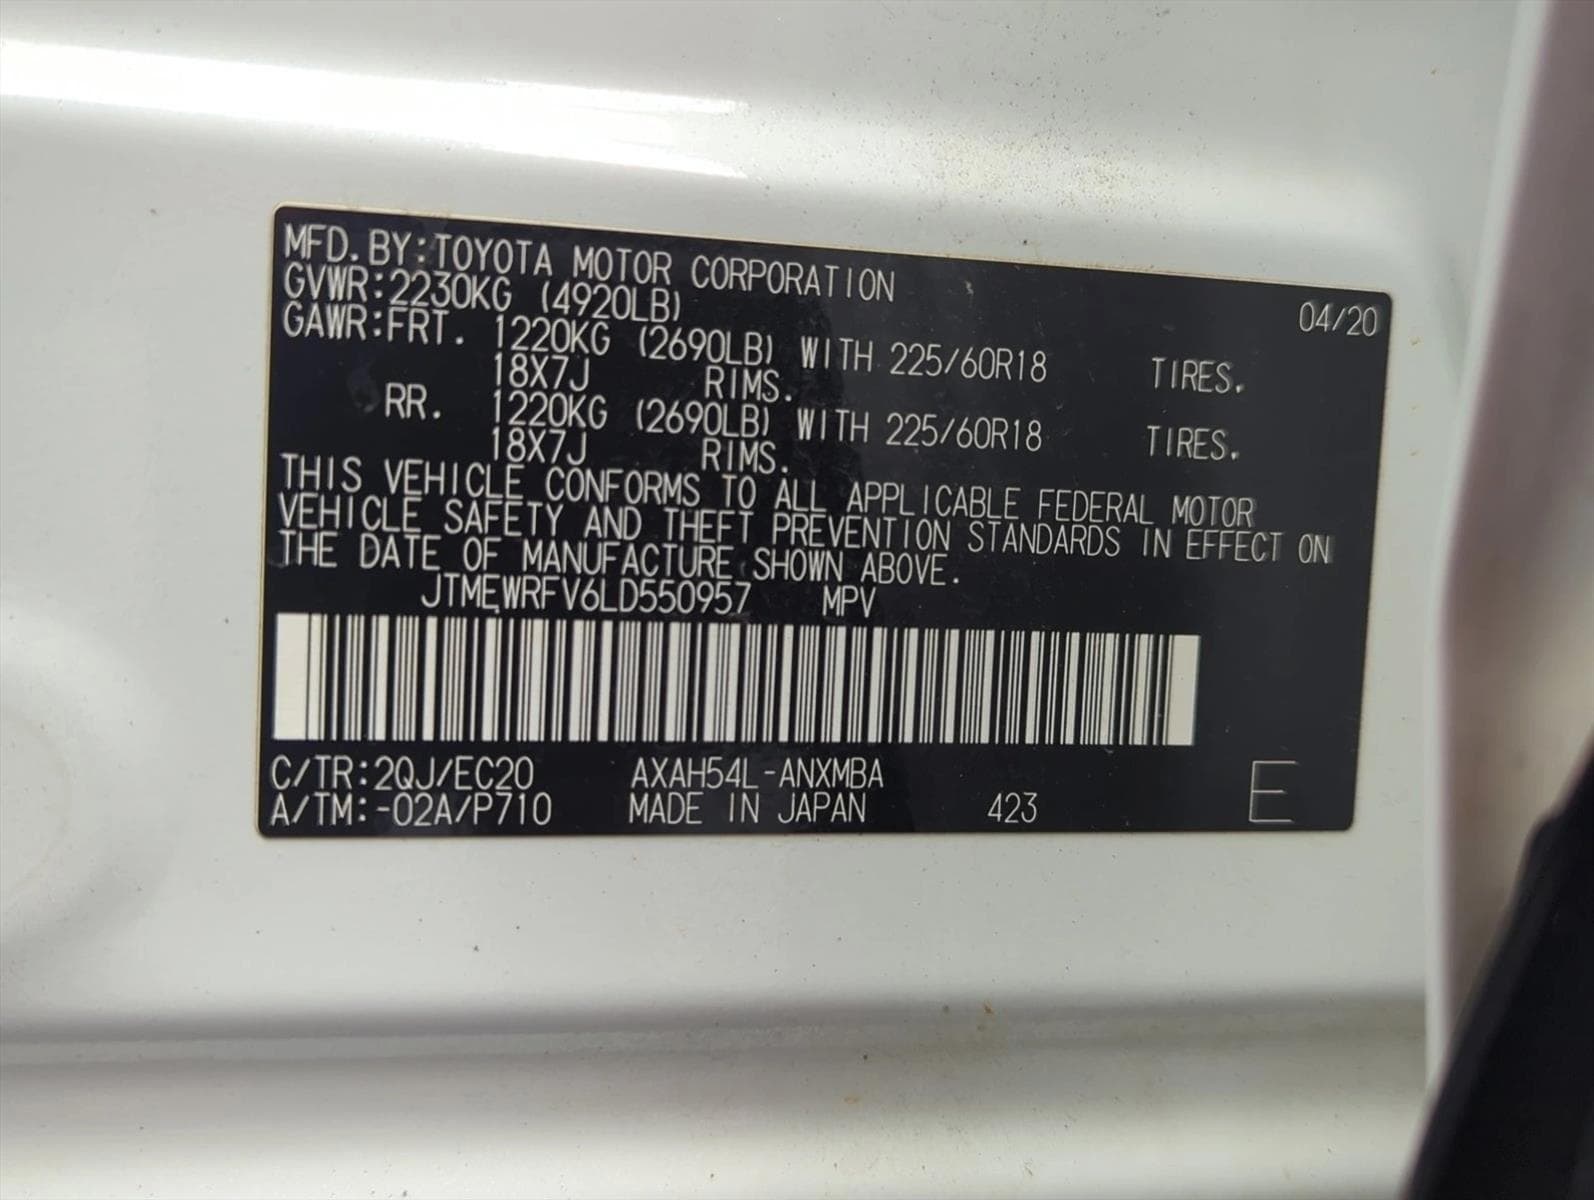 MFD.BY:TOYOTA MOTOR CORPORATION 04/20
GVWR:2230KG (4920LB)
GAWR:FRT. 1220KG (2690LB) WITH 225/60R18 TIRES.
18X7J RIMS.
RR. 1220KG (2690LB) WITH 225/60R18 TIRES.
18X7J RIMS.
THIS VEHICLE CONFORMS TO ALL APPLICABLE FEDERAL MOTOR
VEHICLE SAFETY AND THEFT PREVENTION STANDARDS IN EFFECT ON
THE DATE OF MANUFACTURE SHOWN ABOVE.
JTMEWRFV6LD550957 MPV
C/TR:2QJ/EC20 AXAH54L-ANXMBA
A/TM:-02A/P710 MADE IN JAPAN 423 E